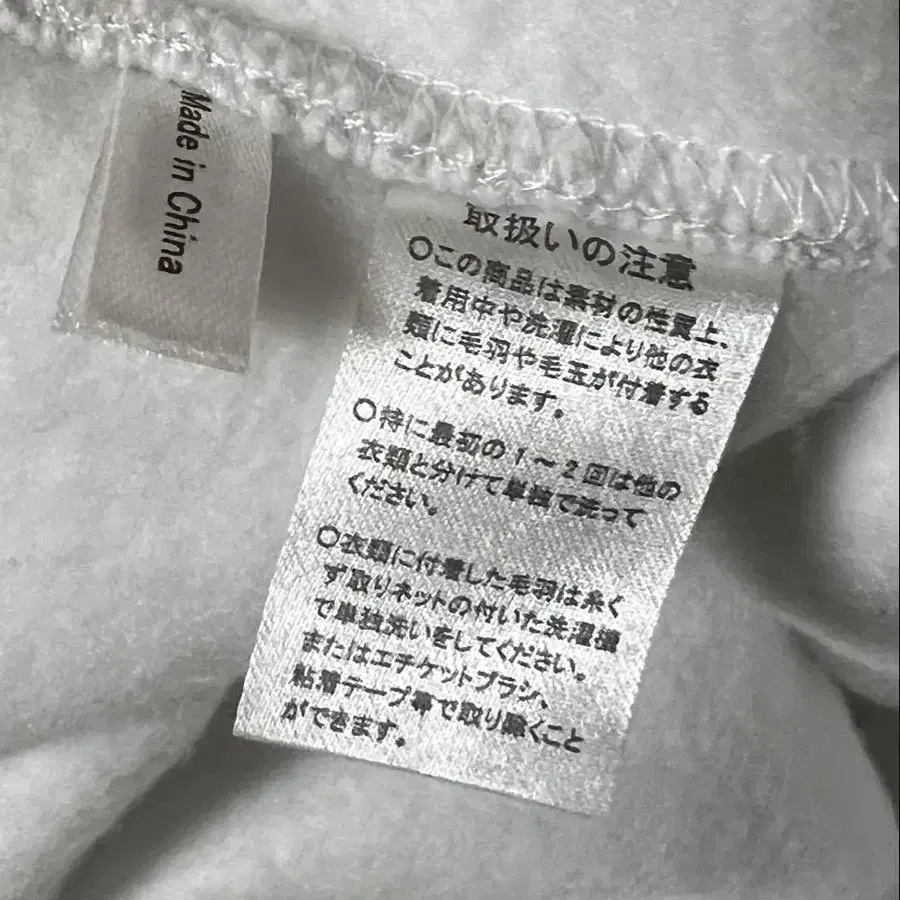 Made in China
取扱いの注意
○この商品は素材の性質上、
着用中や洗濯により他の衣
類に毛羽や毛玉が付着する
ことがあります。
○特に最初の1～2回は他の
衣類と分けて単独で洗って
ください。
○衣類に付着した毛羽は糸く
ず取りネットの付いた洗濯機
で単独洗いをしてください。
またはエチケットブラシ、
粘着テープ等で取り除くこと
ができます。